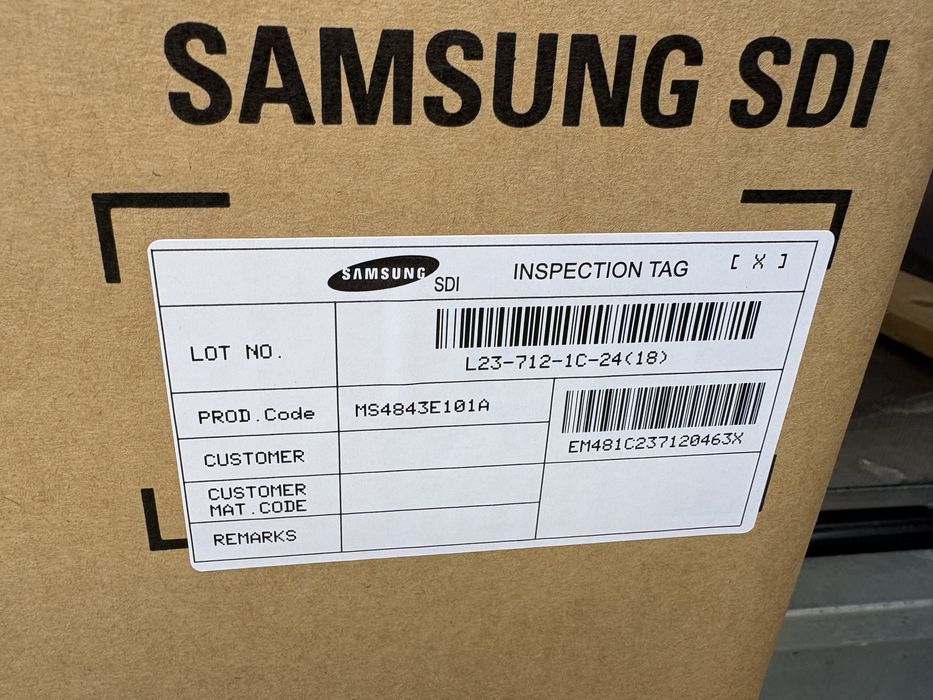 SAMSUNG SDI
SAMSUNG SDI INSPECTION TAG [ X ]
LOT NO.
L23-712-1C-24(18)
PROD.Code MS4843E101A
EM481C237120463X
CUSTOMER
CUSTOMER
MAT.CODE
REMARKS